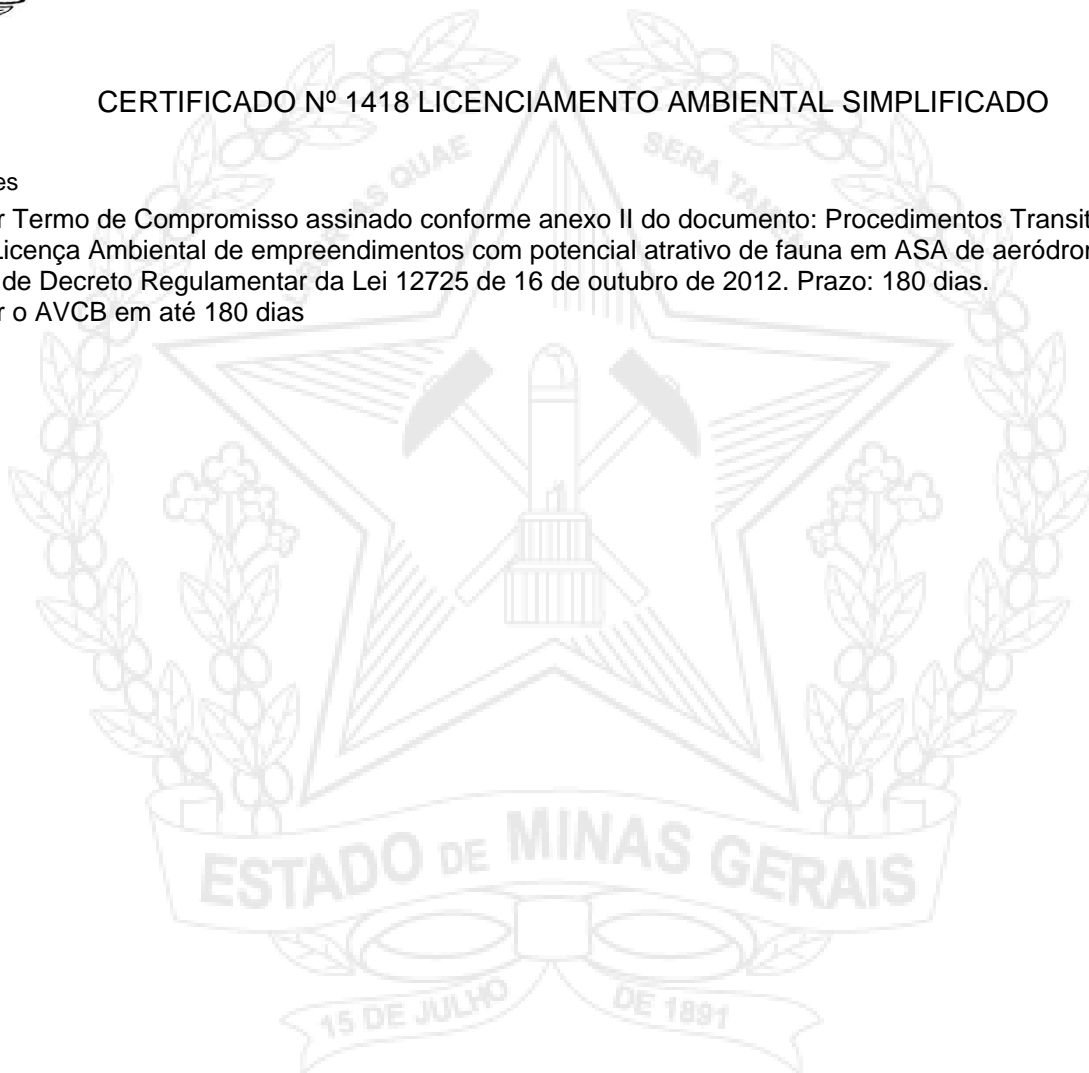 CERTIFICADO Nº 1418 LICENCIAMENTO AMBIENTAL SIMPLIFICADO
QUAE SERA TAMEN
Termo de Compromisso assinado conforme anexo II do documento: Procedimentos
Licença Ambiental de empreendimentos com potencial atrativo de fauna em ASA de
de Decreto Regulamentar da Lei 12725 de 16 de outubro de 2012. Prazo: 180 dias.
o AVCB em até 180 dias
ESTADO DE MINAS GERAIS
15 DE JULHO DE 1891